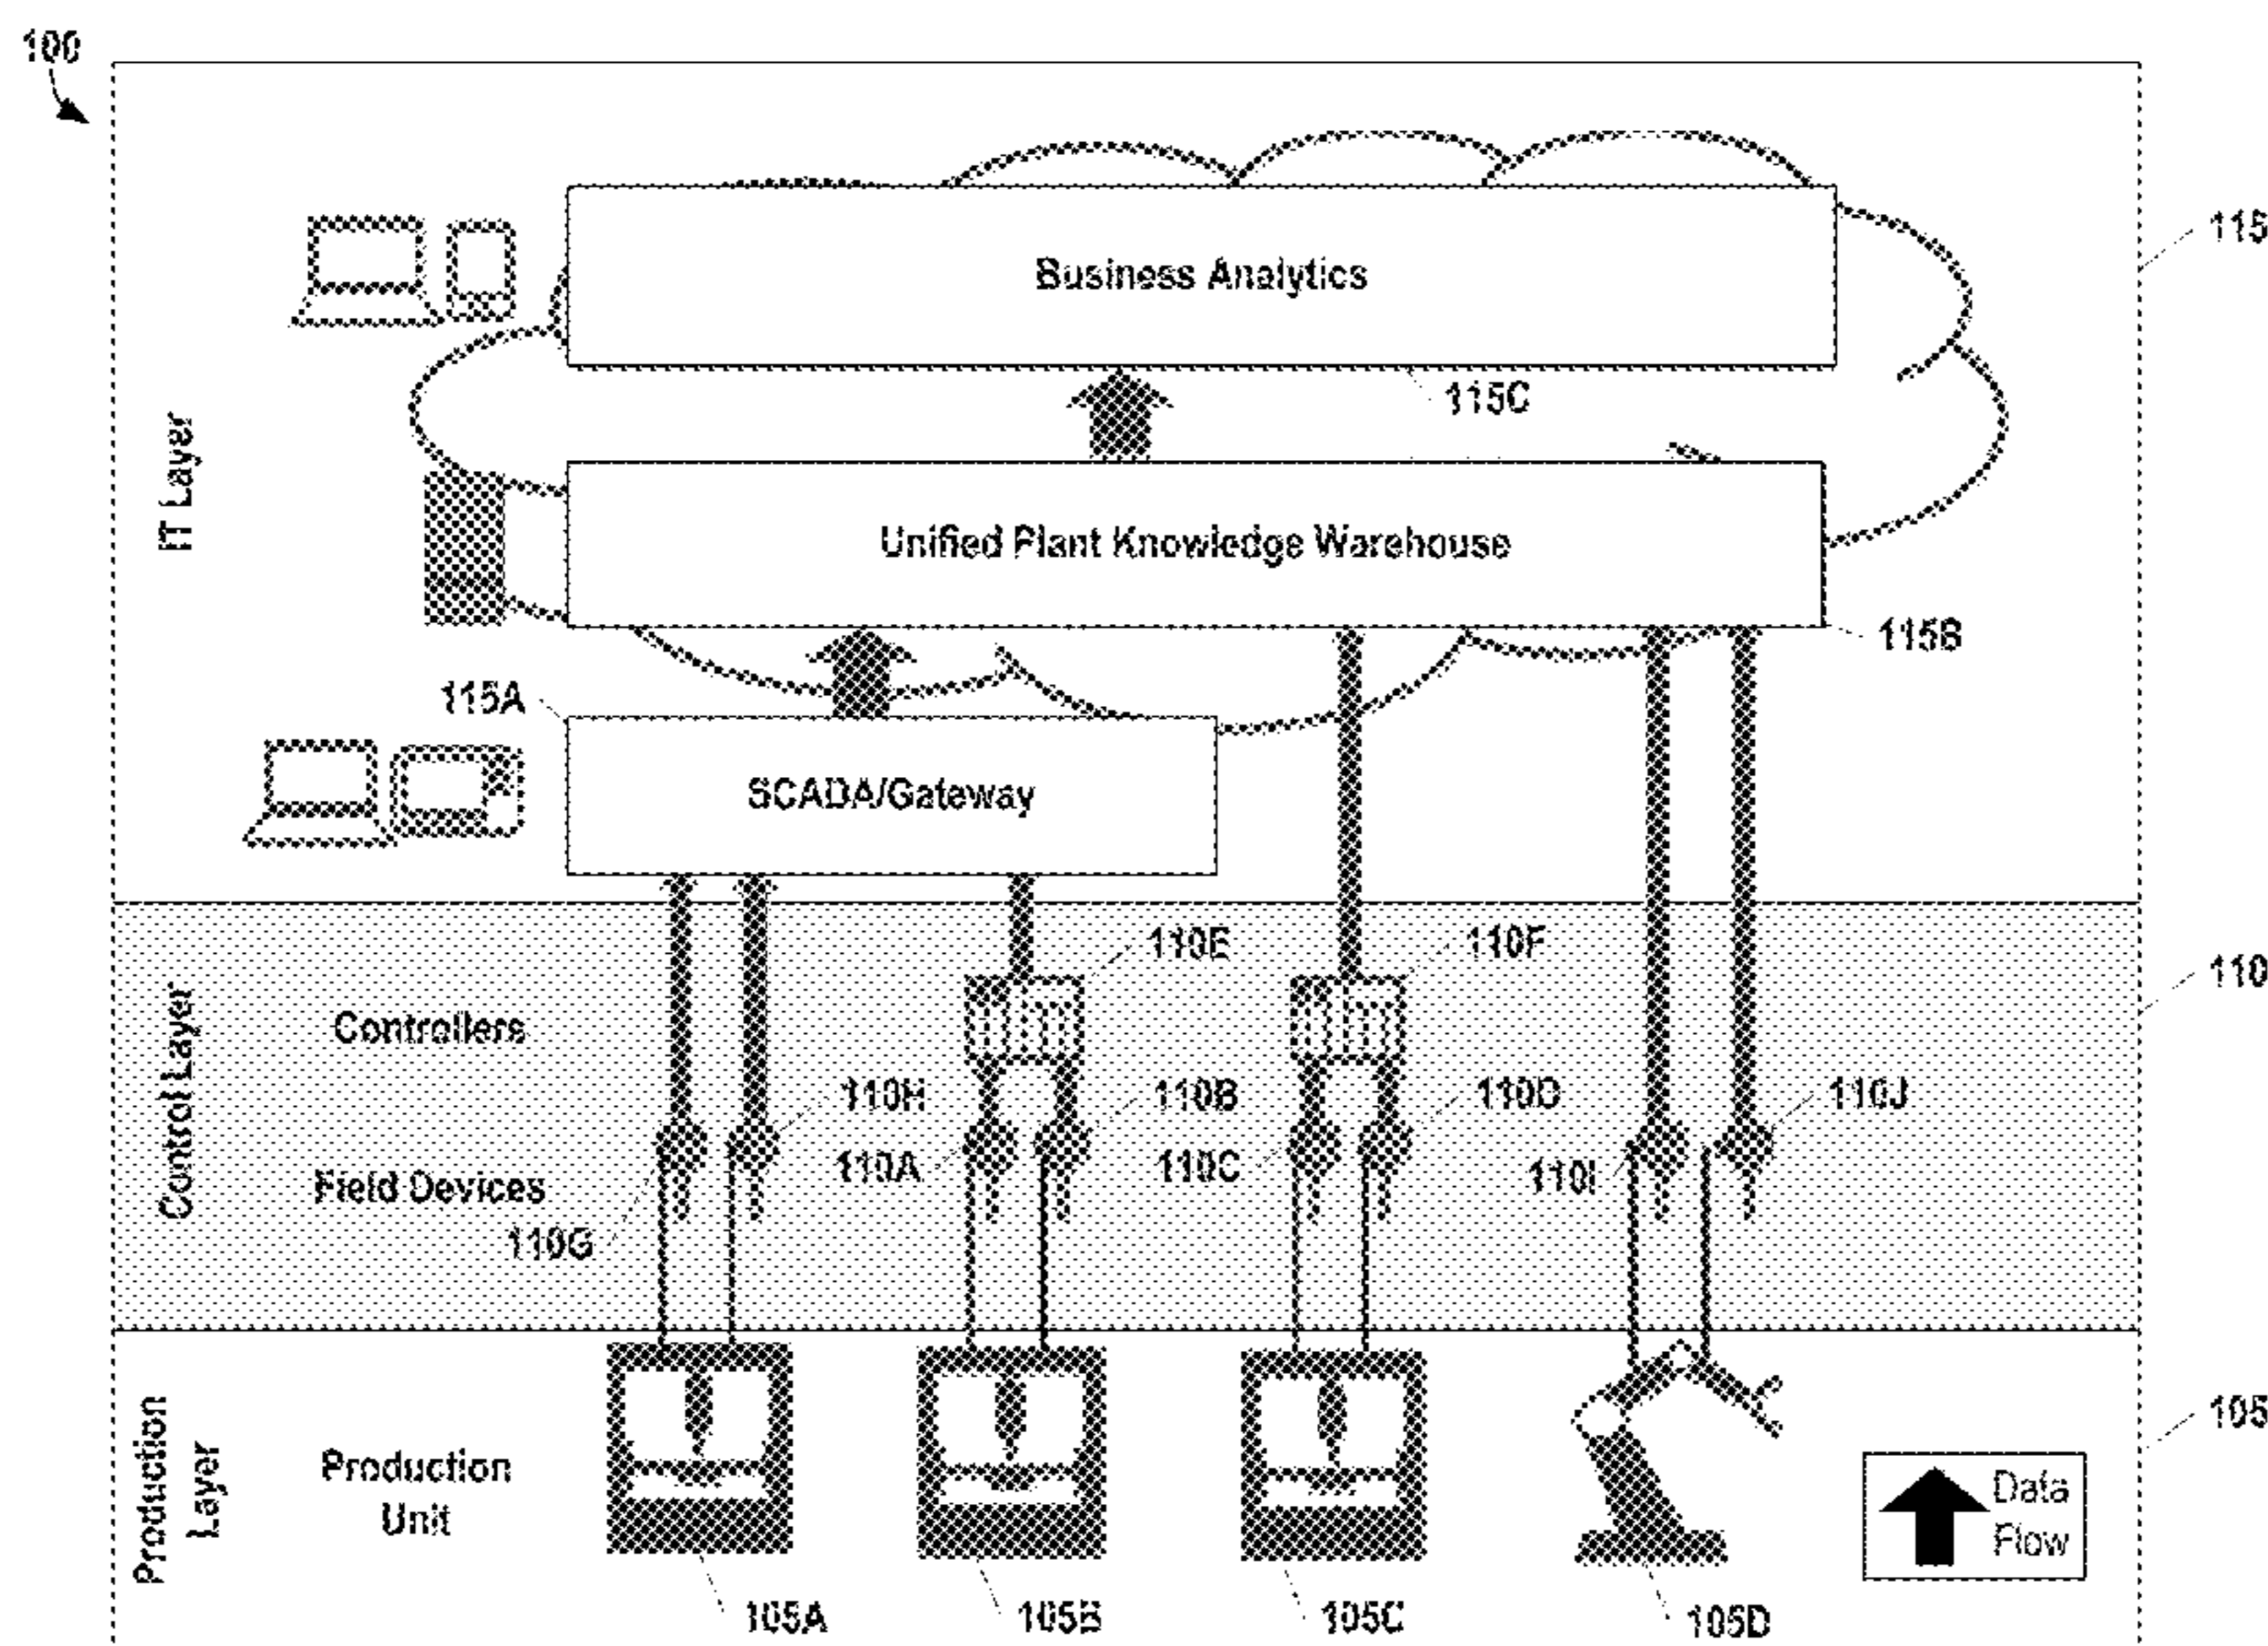 100
Business Analytics
115
115C
IT Layer
Unified Plant Knowledge Warehouse
115B
115A
SCADA/Gateway
110E
110F
110
Controllers
Control Layer
110H
110B
110D
110J
110A
110C
110I
Field Devices
110G
Production
Layer
Production
Unit
105
Data
Flow
105A
105B
105C
105D